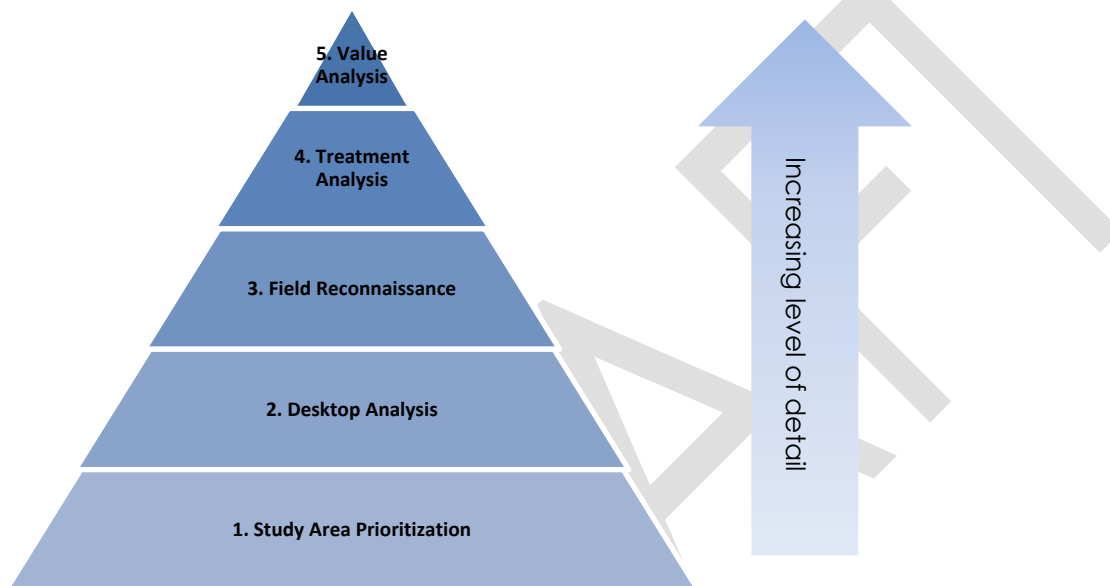 5. Value
Analysis
4. Treatment
Analysis
3. Field Reconnaissance
2. Desktop Analysis
1. Study Area Prioritization
Increasing level of detail